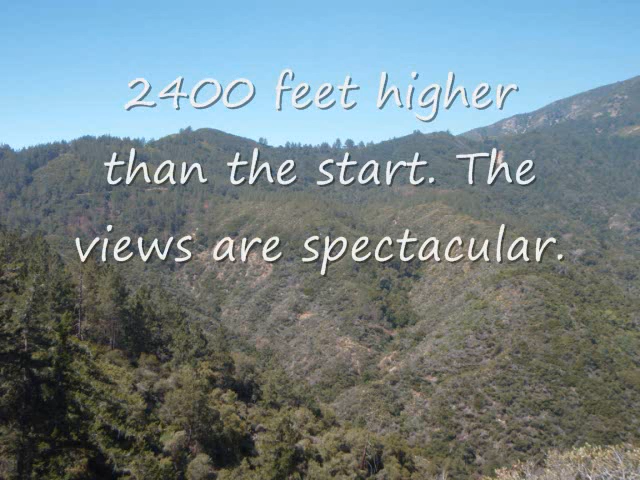 2400 feet higher
than the start. The
views are spectacular.